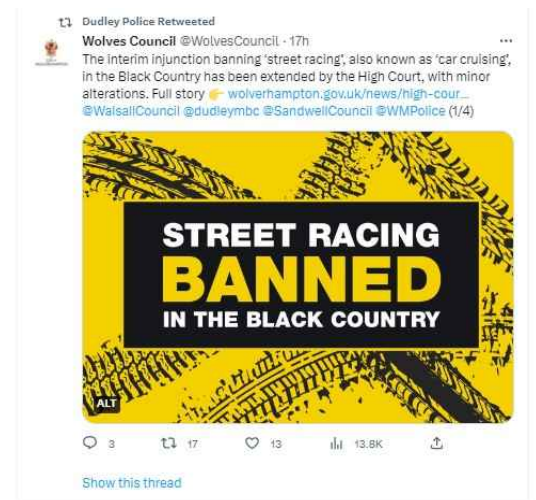 Dudley Police Retweeted
Wolves Council @WolvesCouncil · 17h
The interim injunction banning 'street racing', also known as 'car cruising',
in the Black Country has been extended by the High Court, with minor
alterations. Full story 👉 wolverhampton.gov.uk/news/high-cour...
@WalsallCouncil @dudleymbc @SandwellCouncil @WMPolice (1/4)
STREET RACING
BANNED
IN THE BLACK COUNTRY
ALT
3 17 13 13.8K
Show this thread